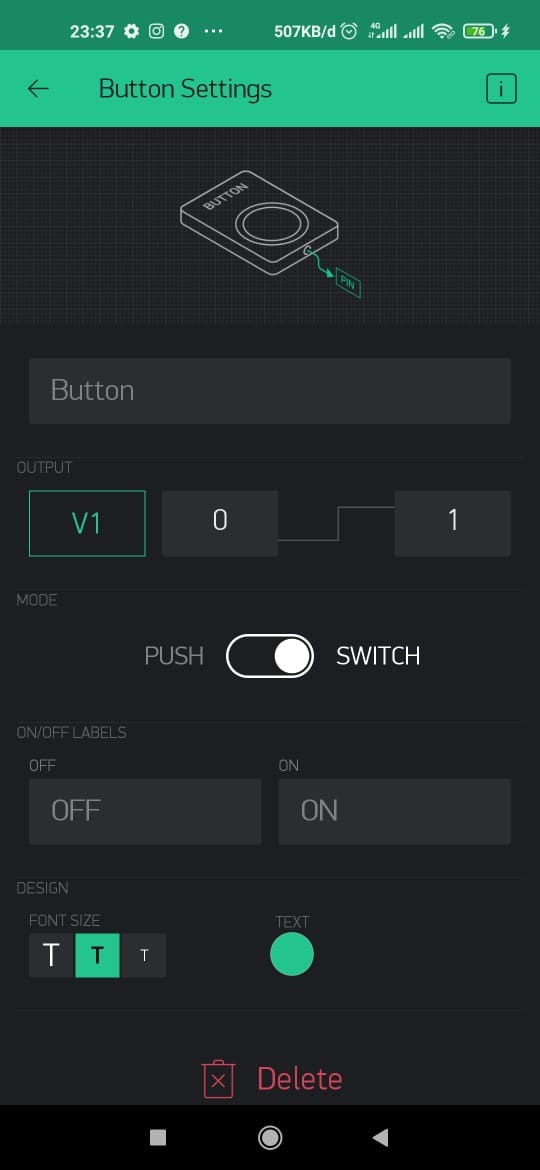 23:37 ... 507KB/d 4G 76
Button Settings
i
BUTTON
PIN
Button
OUTPUT
V1 0 1
MODE
PUSH SWITCH
ON/OFF LABELS
OFF ON
OFF ON
DESIGN
FONT SIZE TEXT
T T T
Delete